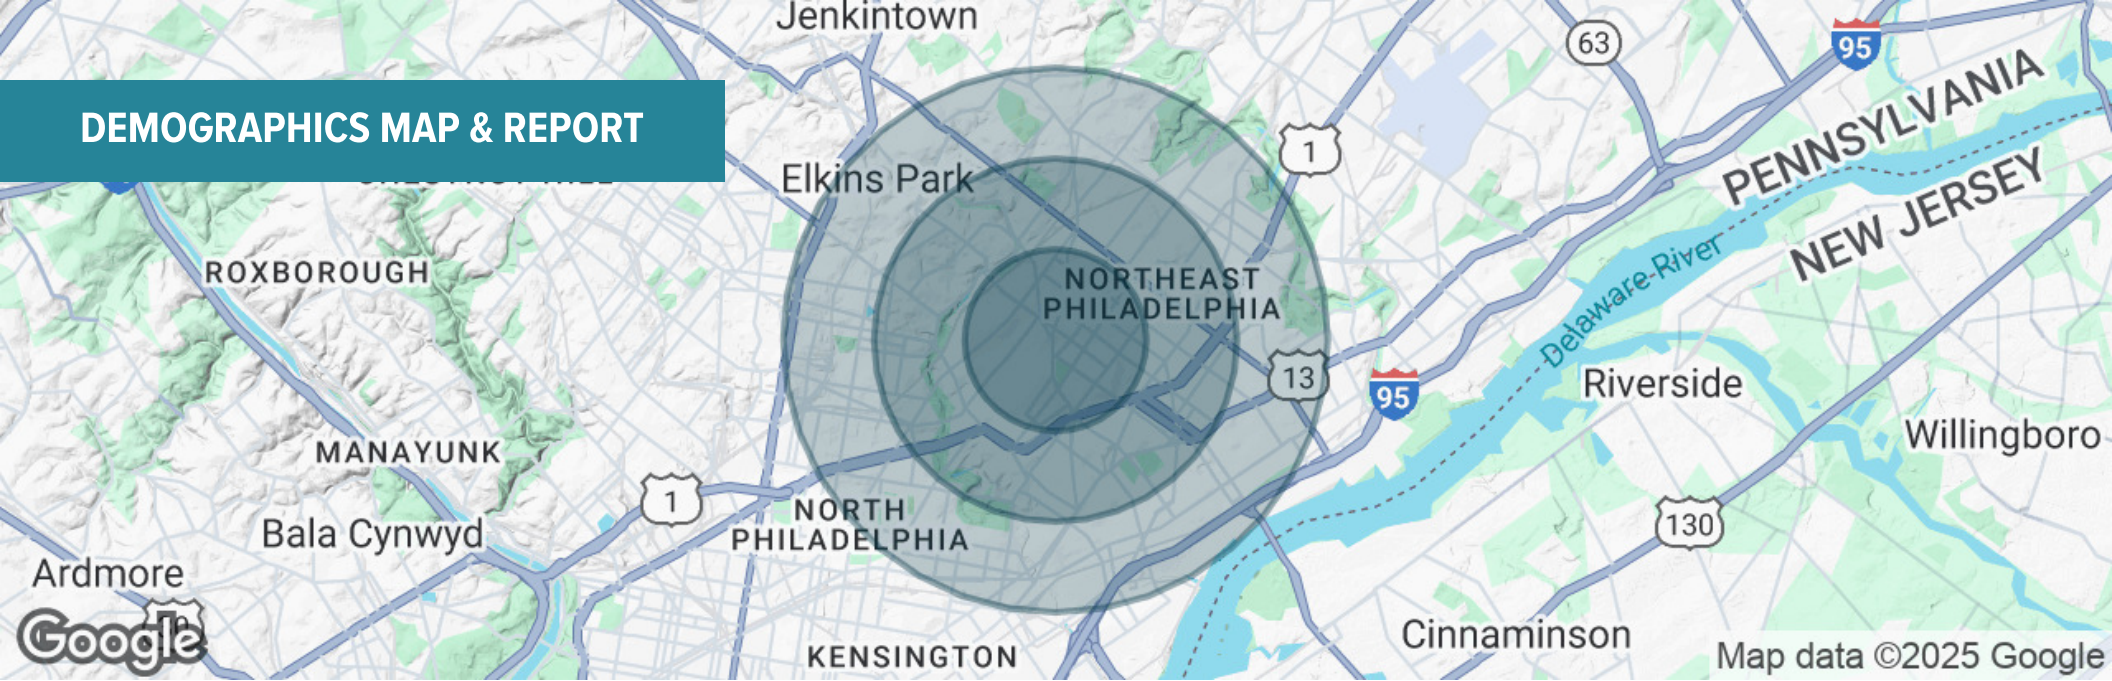 Jenkintown
63
95
DEMOGRAPHICS MAP & REPORT
PENNSYLVANIA
1
Elkins Park
NEW JERSEY
ROXBOROUGH
NORTHEAST
PHILADELPHIA
Delaware River
13
95
Riverside
MANAYUNK
Willingboro
1
NORTH
PHILADELPHIA
130
Bala Cynwyd
Ardmore
Google
KENSINGTON
Cinnaminson
Map data ©2025 Google